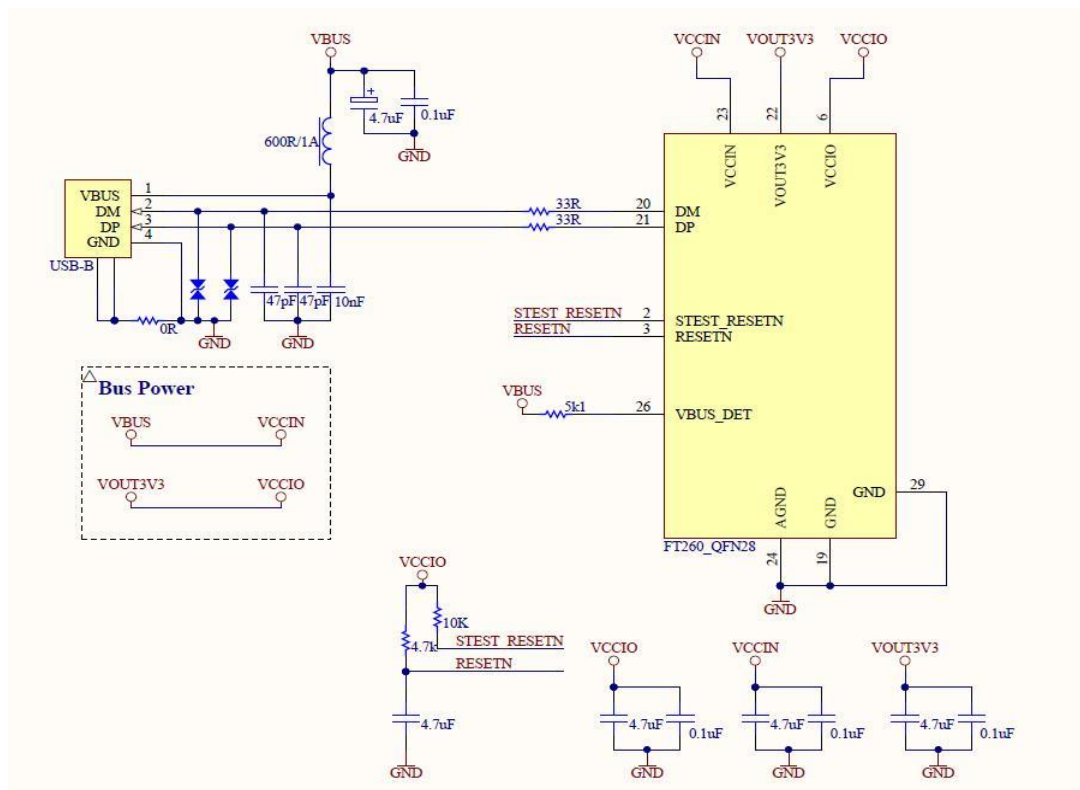 VBUS
VCCIN VOUT3V3 VCCIO
+
4.7uF 0.1uF
23 22 6
600R/1A
GND
VCCIN VOUT3V3 VCCIO
VBUS 1
DM 2 33R 20 DM
DP 3 33R 21 DP
GND 4
USB-B
47pF 47pF 10nF
0R
GND GND
STEST_RESETN 2 STEST_RESETN
RESETN 3 RESETN
Bus Power
VBUS VCCIN
VOUT3V3 VCCIO
VBUS
5k1 26 VBUS_DET
GND 29
AGND GND
FT260_QFN28
24 19
GND
VCCIO
10K
4.7k STEST_RESETN
RESETN
4.7uF
GND
VCCIO VCCIN VOUT3V3
4.7uF 0.1uF 4.7uF 0.1uF 4.7uF 0.1uF
GND GND GND